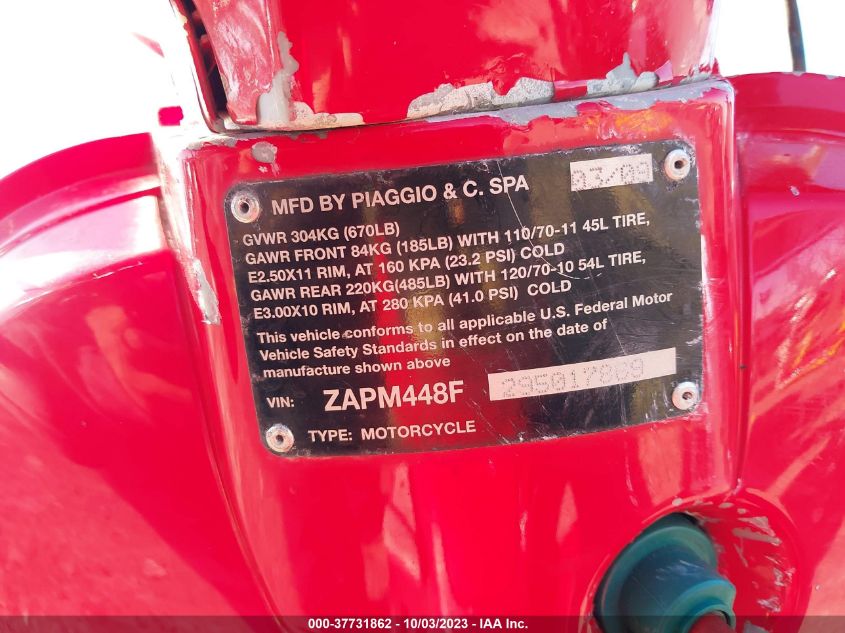 MFD BY PIAGGIO & C. SPA 03/09
GVWR 304KG (670LB)
GAWR FRONT 84KG (185LB) WITH 110/70-11 45L TIRE,
E2.50X11 RIM, AT 160 KPA (23.2 PSI) COLD
GAWR REAR 220KG(485LB) WITH 120/70-10 54L TIRE,
E3.00X10 RIM, AT 280 KPA (41.0 PSI) COLD
This vehicle conforms to all applicable U.S. Federal Motor
Vehicle Safety Standards in effect on the date of
manufacture shown above
VIN: ZAPM448F 295017869
TYPE: MOTORCYCLE
000-37731862 - 10/03/2023 - IAA Inc.